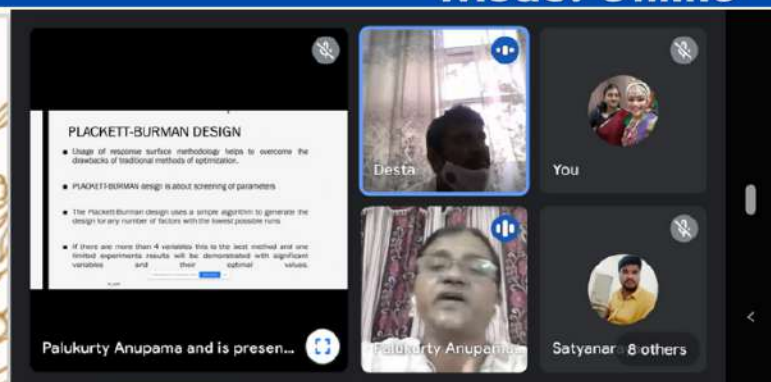 PLACKETT-BURMAN DESIGN
Usage of response surface methodology helps to overcome the
drawbacks of traditional methods of optimization.
PLACKETT-BURMAN design is about screening of parameters
The Plackett-Burman design uses a simple algorithm to generate the
design for any number of factors with the lowest possible runs
If there are more than 4 variables this is the best method and one
limited experiments results will be demonstrated with significant
variables and their optimal values.
Desta
You
Palukurty Anupama and is presen...
Palukurty Anupama
Satyanar
8 others